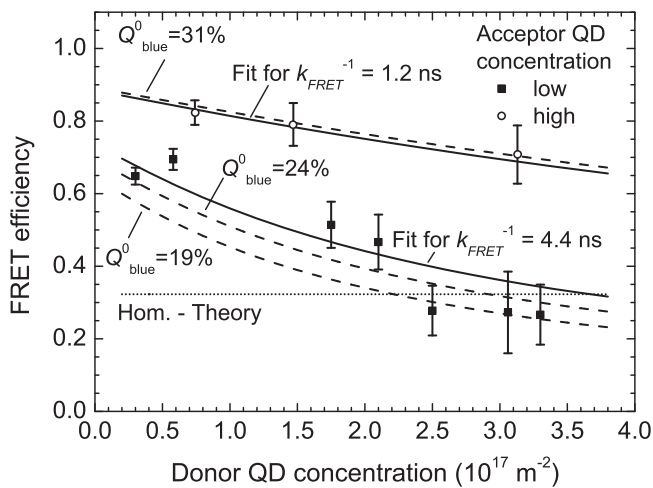 Q⁰blue=31%
Acceptor QD
concentration
low
high
Fit for kFRET⁻¹ = 1.2 ns
Q⁰blue=24%
Fit for kFRET⁻¹ = 4.4 ns
Q⁰blue=19%
Hom. - Theory
FRET efficiency
1.0
0.8
0.6
0.4
0.2
0.0
0.0 0.5 1.0 1.5 2.0 2.5 3.0 3.5 4.0
Donor QD concentration (10¹⁷ m⁻²)